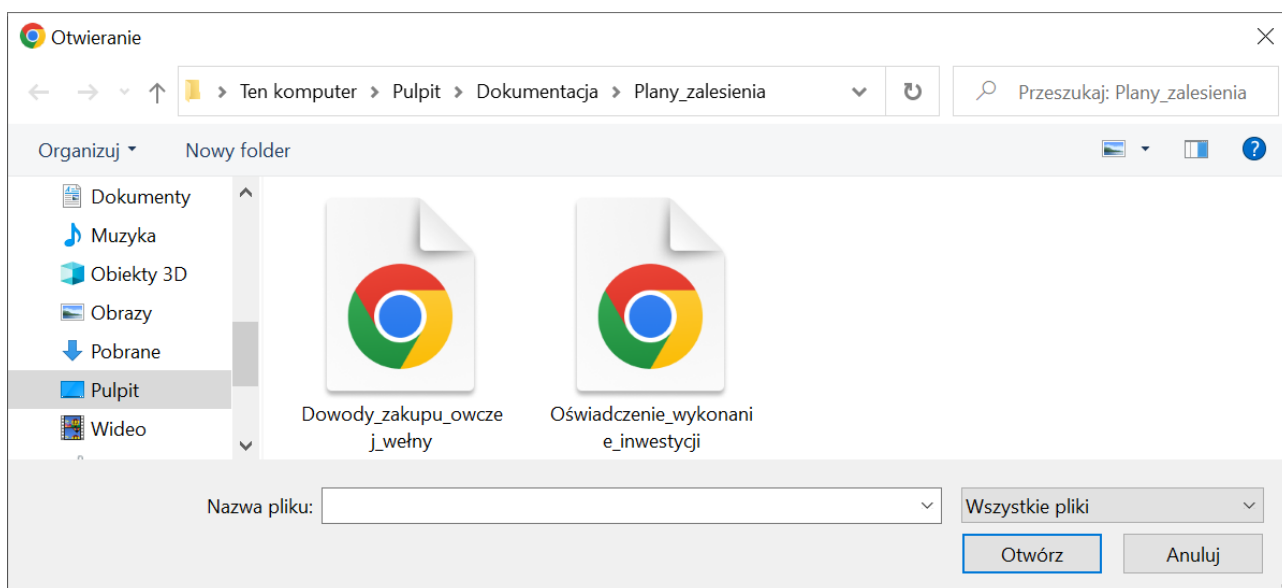 Otwieranie
Ten komputer > Pulpit > Dokumentacja > Plany_zalesienia
Przeszukaj: Plany_zalesienia
Organizuj
Nowy folder
Dokumenty
Muzyka
Obiekty 3D
Obrazy
Pobrane
Pulpit
Wideo
Dowody_zakupu_owcze
j_wełny
Oświadczenie_wykonani
e_inwestycji
Nazwa pliku:
Wszystkie pliki
Otwórz
Anuluj